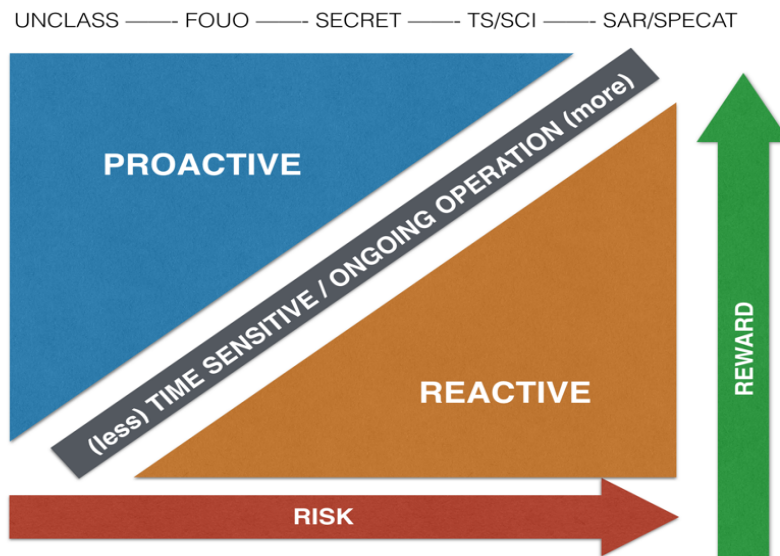 UNCLASS ——- FOUO ——- SECRET ——- TS/SCI ——- SAR/SPECAT
PROACTIVE
(less) TIME SENSITIVE / ONGOING OPERATION (more)
REACTIVE
REWARD
RISK